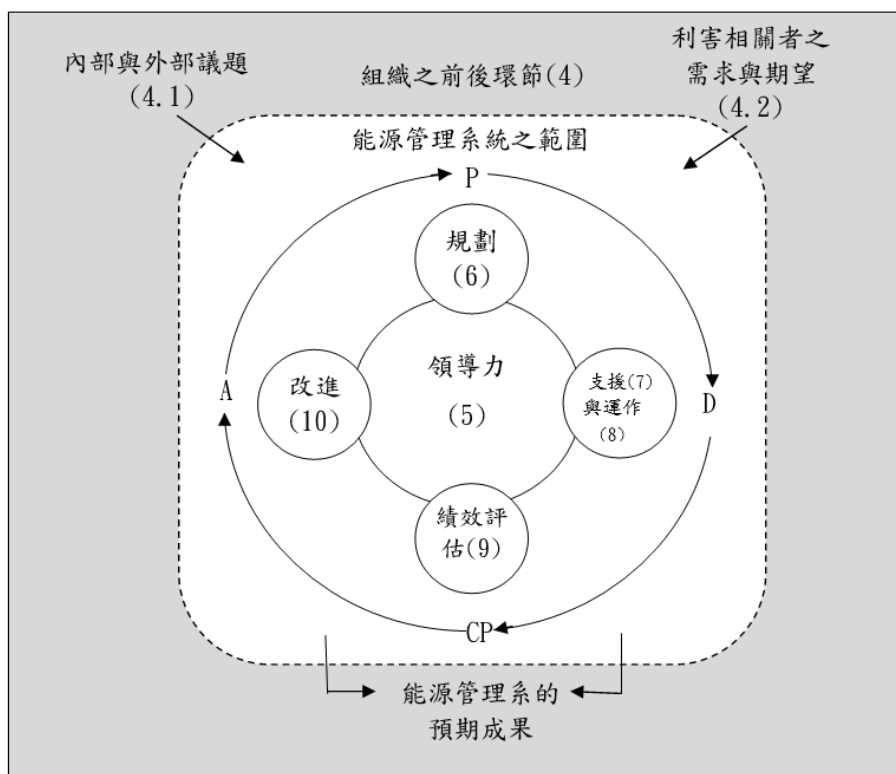 內部與外部議題
(4.1)
組織之前後環節(4)
利害相關者之
需求與期望
(4.2)
能源管理系統之範圍
P
規劃
(6)
A
改進
(10)
領導力
(5)
支援(7)
與運作
(8)
D
績效評
估(9)
CP
能源管理系的
預期成果